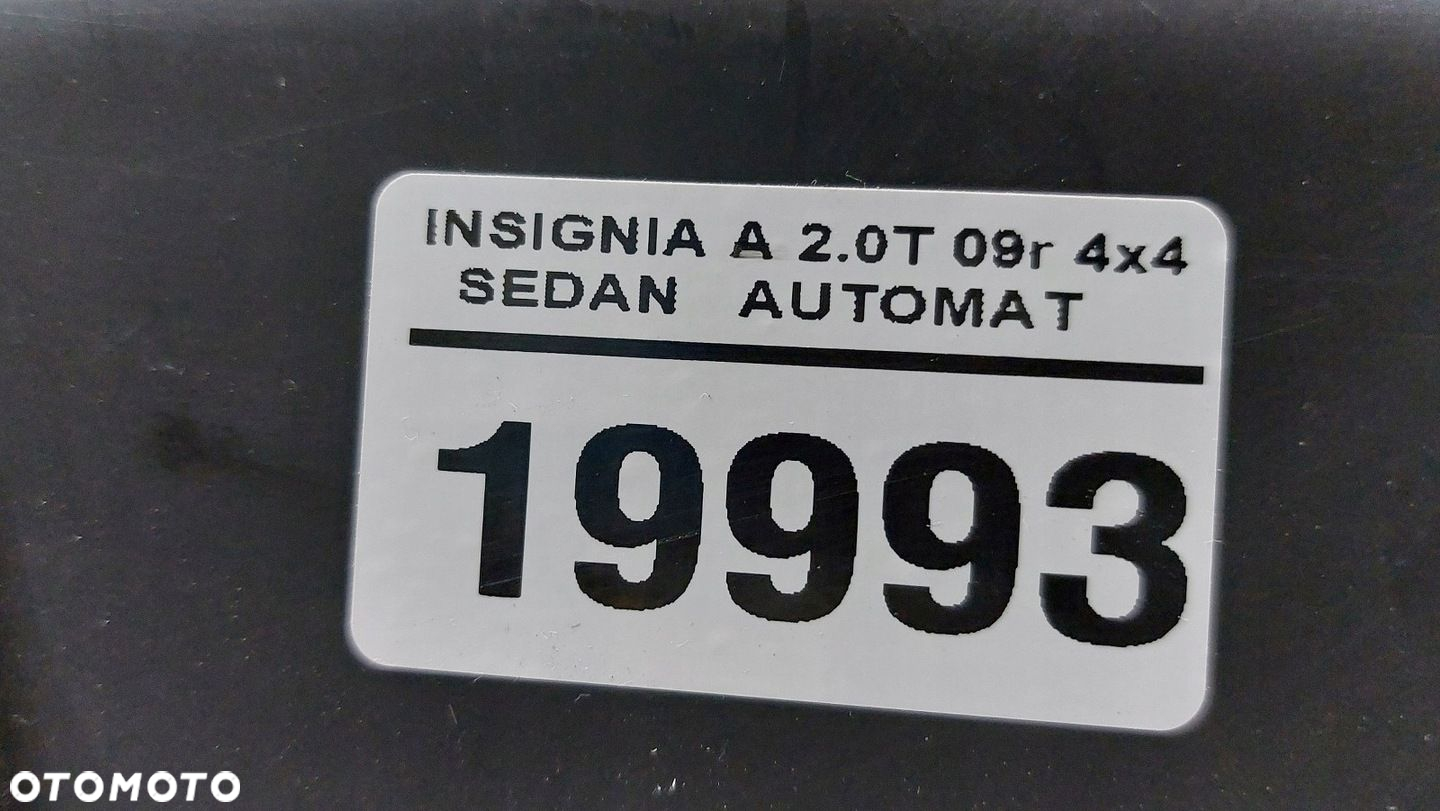 INSIGNIA A 2.0T 09r 4x4
SEDAN AUTOMAT
19993
OTOMOTO